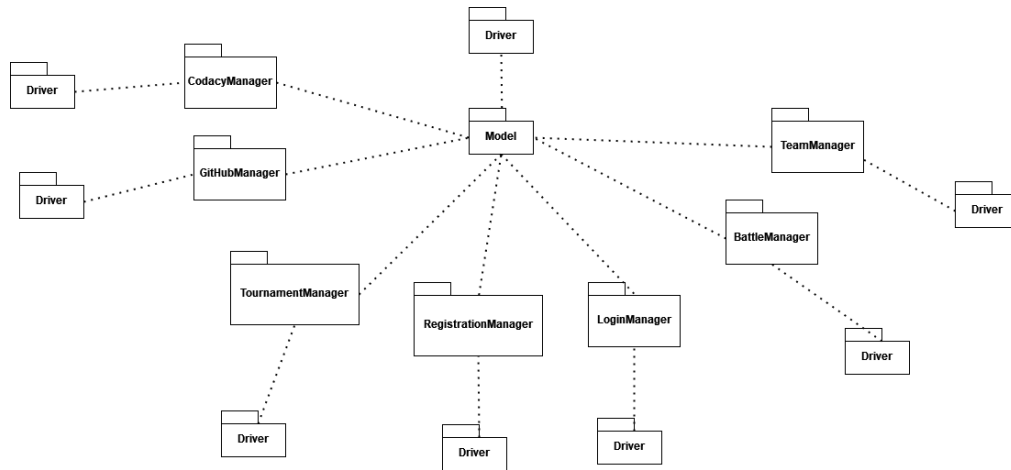 Driver
CodacyManager
Driver
Model
TeamManager
GitHubManager
Driver
Driver
BattleManager
TournamentManager
RegistrationManager
LoginManager
Driver
Driver
Driver
Driver